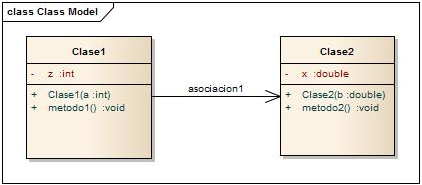 class Class Model
Clase1
- z :int
+ Clase1(a :int)
+ metodo1() :void
asociacion1
Clase2
- x :double
+ Clase2(b :double)
+ metodo2() :void